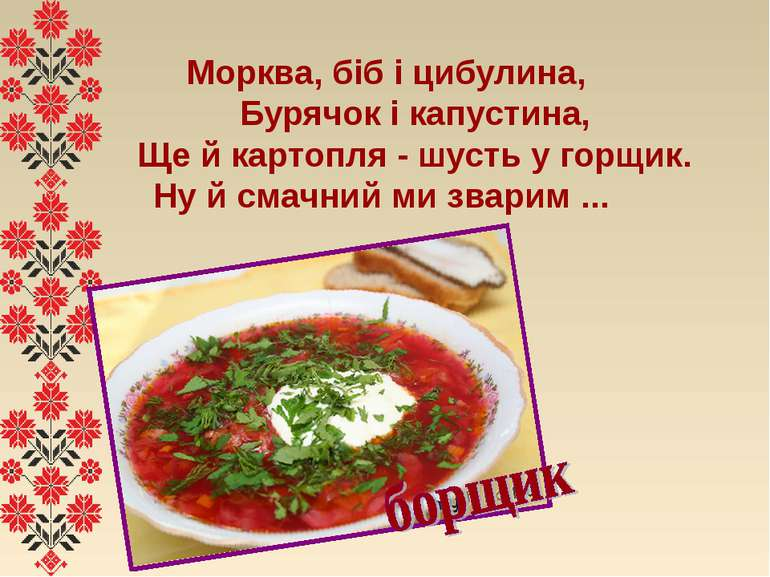 Морква, біб і цибулина,
Бурячок і капустина,
Ще й картопля - шусть у горщик.
Ну й смачний ми зварим ...
борщик